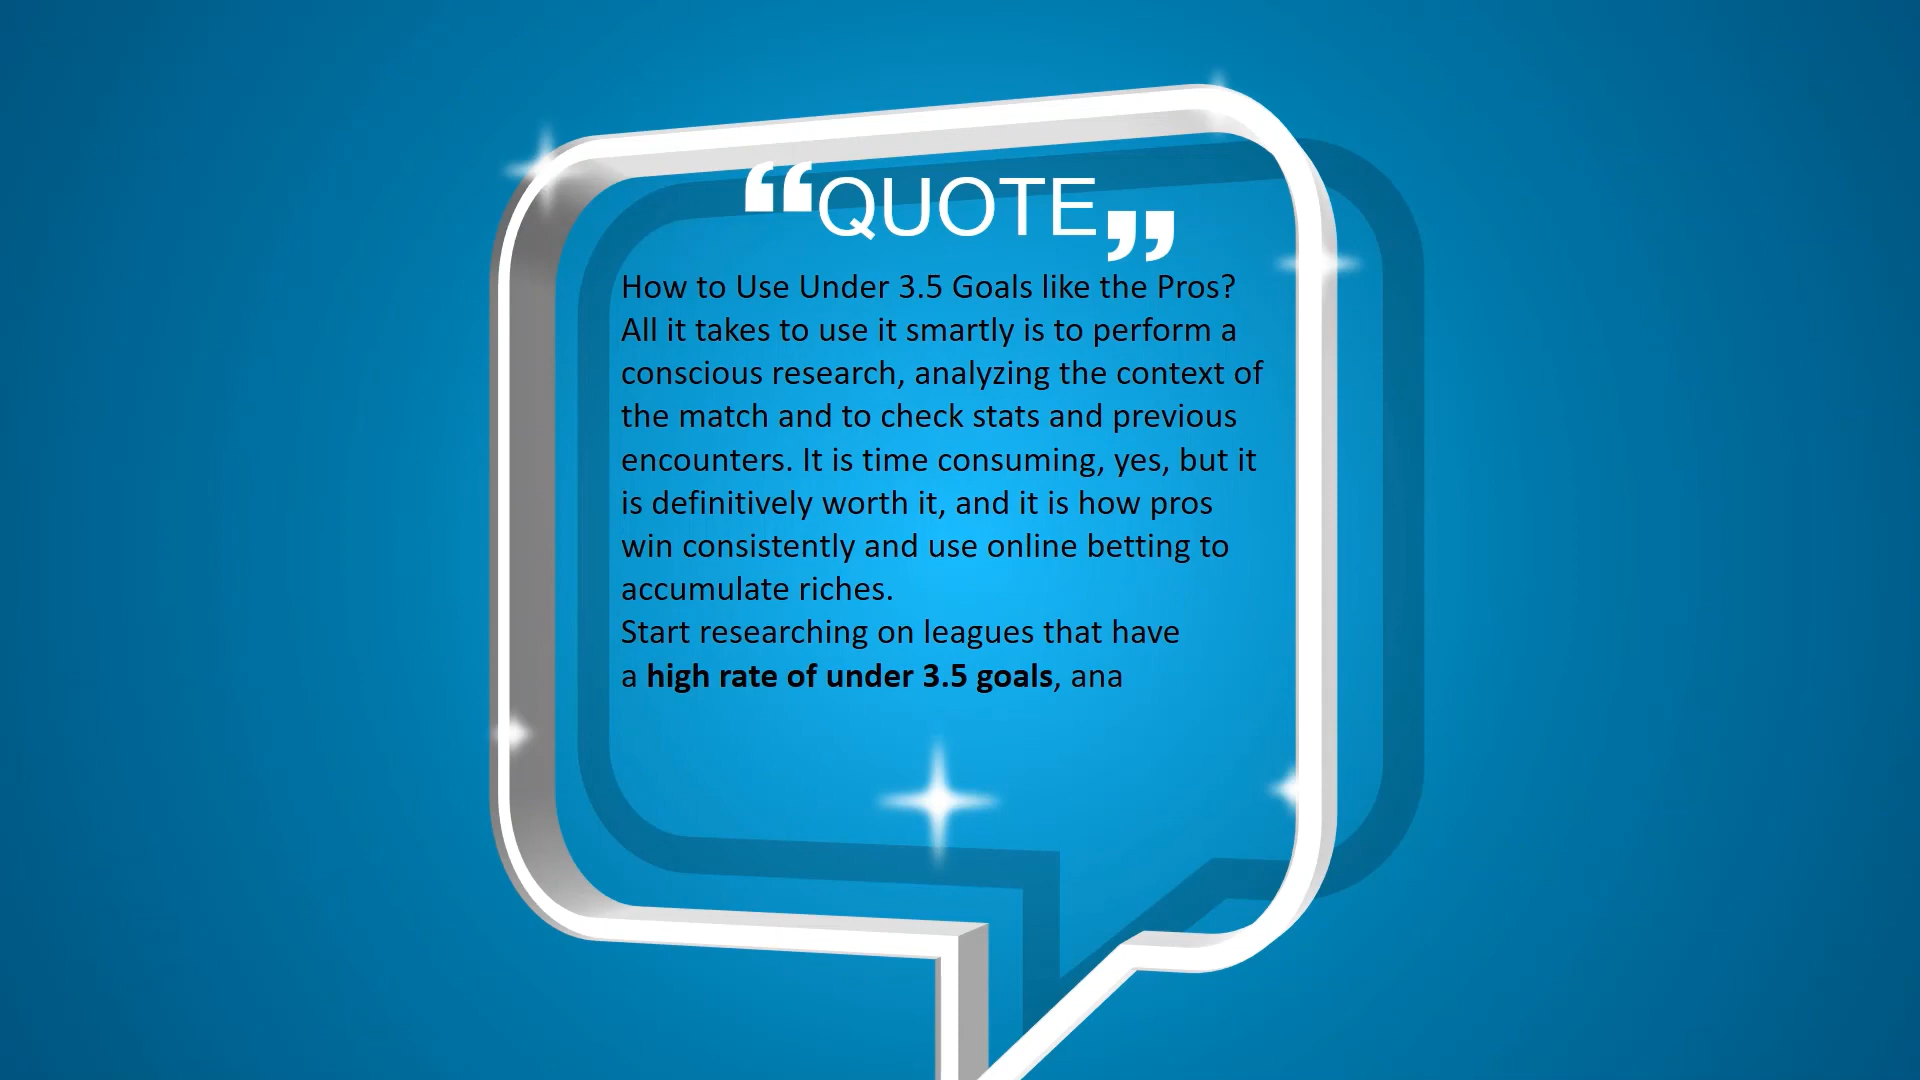 “QUOTE”
How to Use Under 3.5 Goals like the Pros?
All it takes to use it smartly is to perform a
conscious research, analyzing the context of
the match and to check stats and previous
encounters. It is time consuming, yes, but it
is definitively worth it, and it is how pros
win consistently and use online betting to
accumulate riches.
Start researching on leagues that have
a high rate of under 3.5 goals, ana